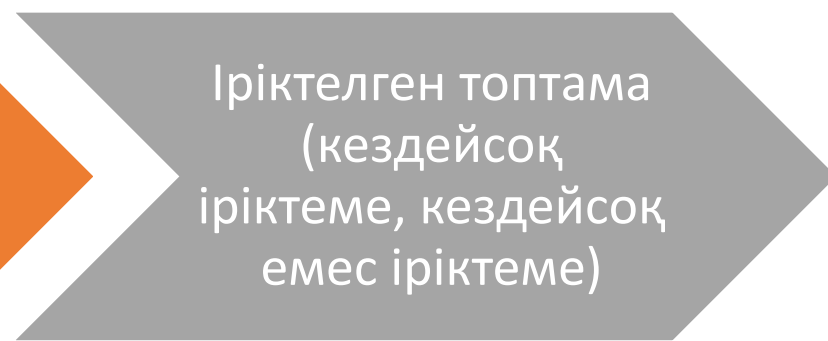 Іріктелген топтама
(кездейсоқ
іріктеме, кездейсоқ
емес іріктеме)